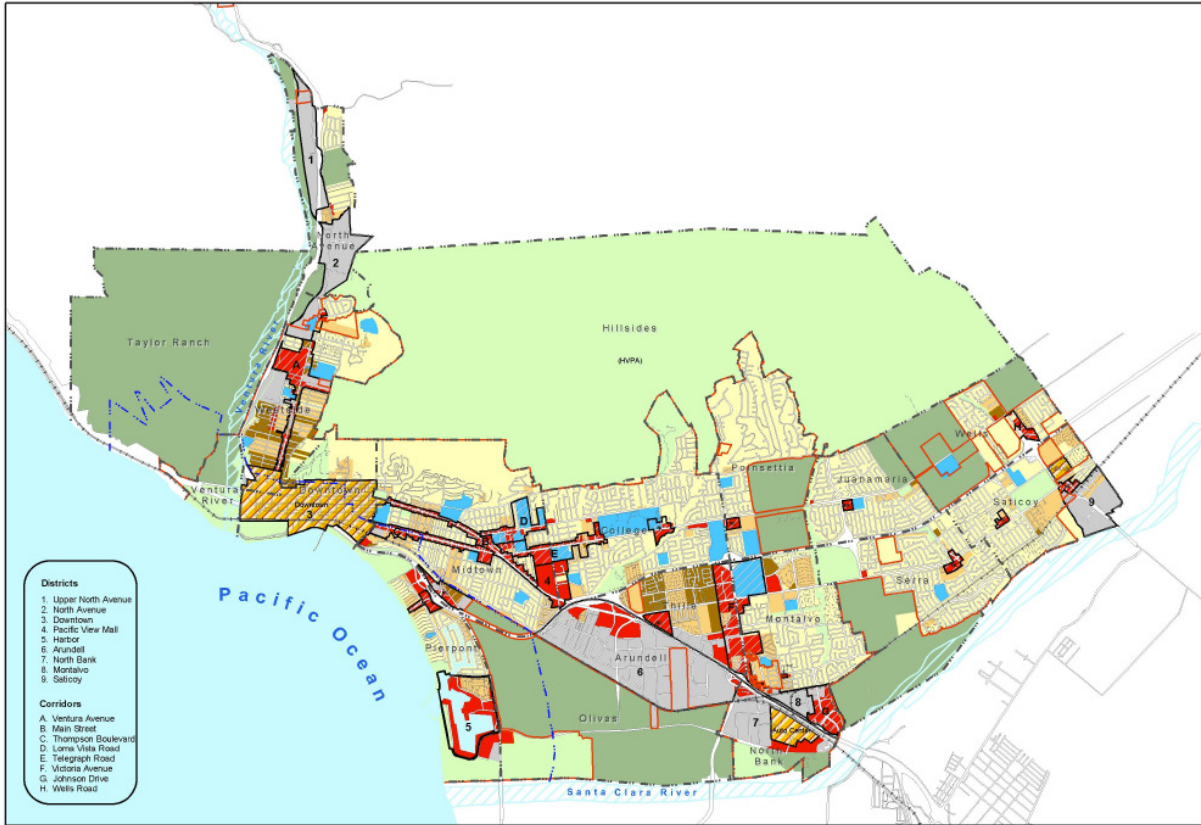 1
North
Avenue
2
Taylor Ranch
Hillsides
(HVPA)
Ventura River
A
Westside
Wells
H
Poinsettia
Juanamaria
Saticoy
9
Ventura
River
Downtown
Downtown
3
D
College
B
E
Midtown
4
Serra
Thille
F
Montalvo
Pacific Ocean
Pierpont
Arundell
6
8
G
5
Olivas
7
Auto Center
North
Bank
Santa Clara River
Districts
1. Upper North Avenue
2. North Avenue
3. Downtown
4. Pacific View Mall
5. Harbor
6. Arundell
7. North Bank
8. Montalvo
9. Saticoy
Corridors
A. Ventura Avenue
B. Main Street
C. Thompson Boulevard
D. Loma Vista Road
E. Telegraph Road
F. Victoria Avenue
G. Johnson Drive
H. Wells Road